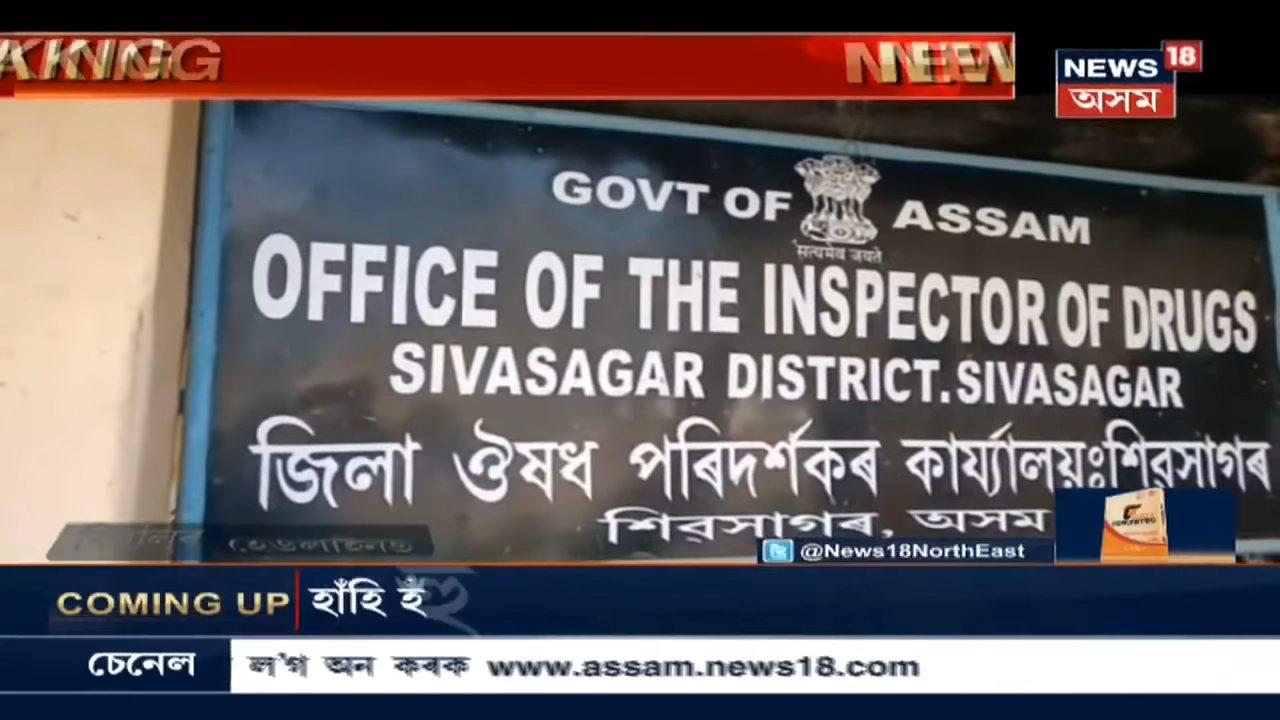 NEWS 18
অসম
GOVT OF ASSAM
सत्यमेव जयते
OFFICE OF THE INSPECTOR OF DRUGS
SIVASAGAR DISTRICT.SIVASAGAR
জিলা ঔষধ পৰিদৰ্শকৰ কাৰ্য্যালয়ঃশিৱসাগৰ
শিৱসাগৰ, অসম
@News18NorthEast
COMING UP হাঁহি হঁ
চেনেল ল'গ অন কৰক www.assam.news18.com